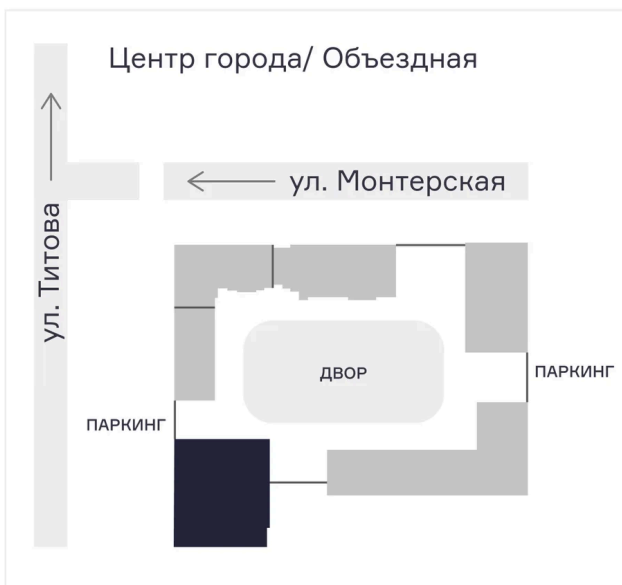 Центр города/ Объездная
ул. Монтерская
ул. Титова
ДВОР
ПАРКИНГ
ПАРКИНГ